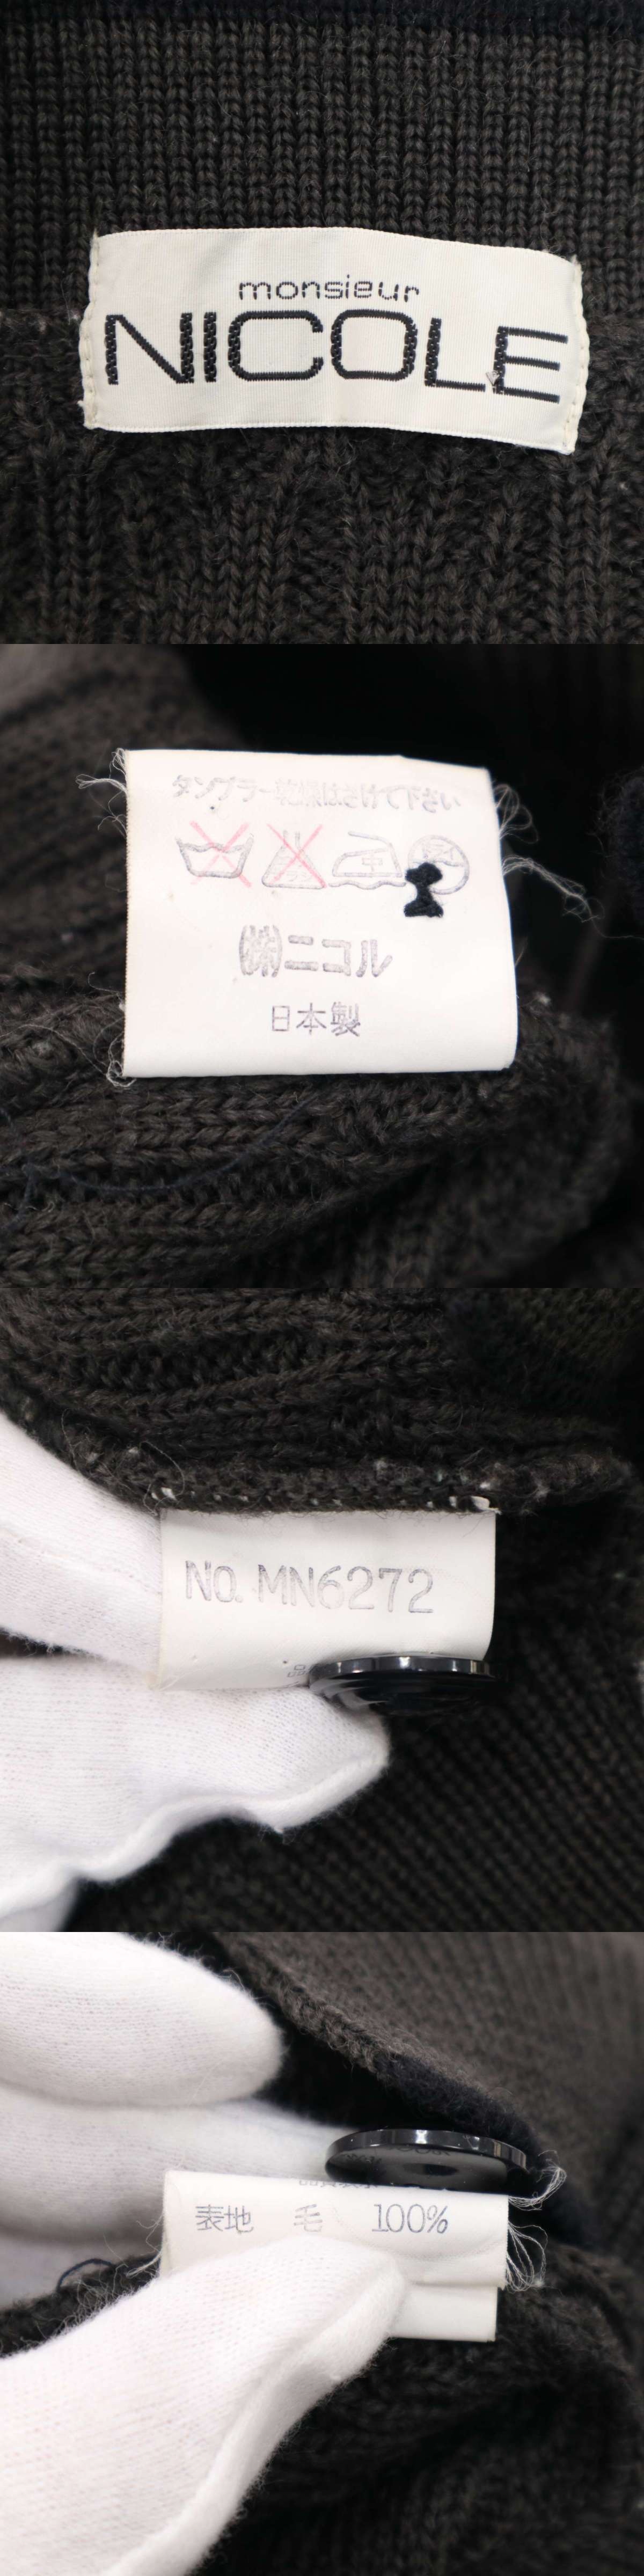 monsieur
NICOLE
タンブラー乾燥はさけて下さい
(株)ニコル
日本製
NO. MN6272
表地 毛 100%